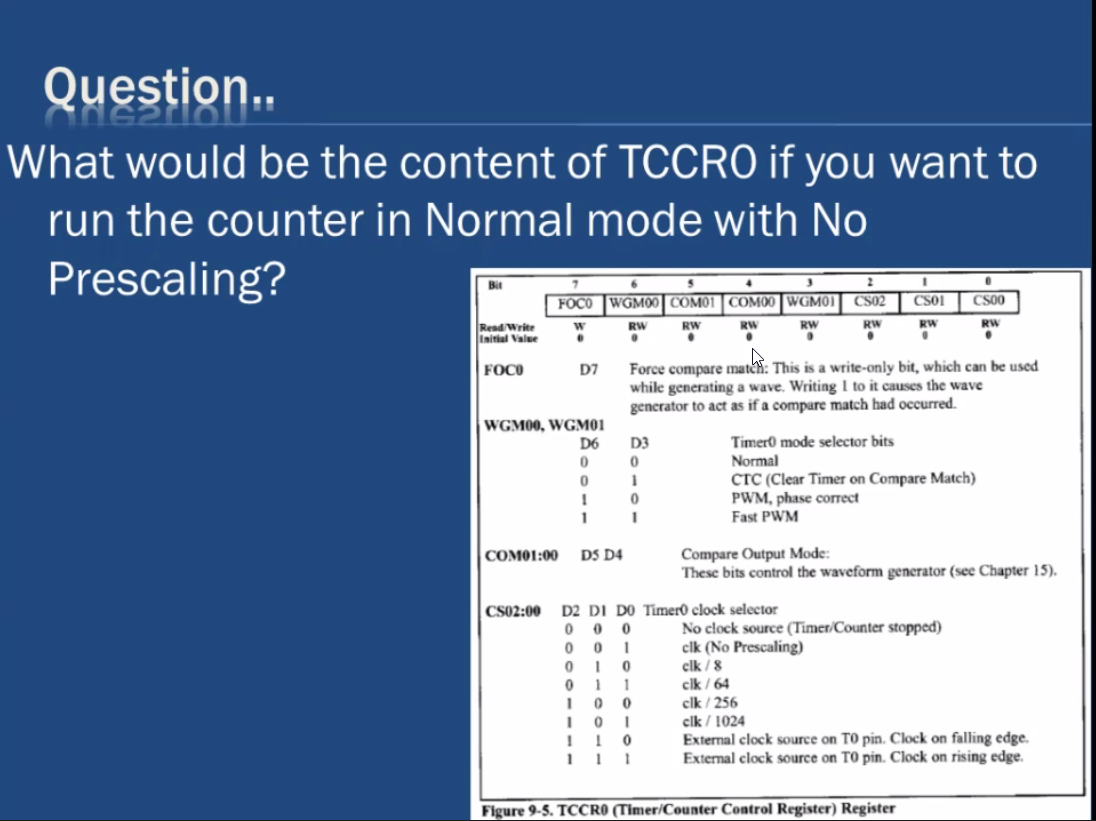 Question..
What would be the content of TCCR0 if you want to
run the counter in Normal mode with No
Prescaling?
Bit 7 6 5 4 3 2 1 0
FOC0 WGM00 COM01 COM00 WGM01 CS02 CS01 CS00
Read/Write W RW RW RW RW RW RW RW
Initial Value 0 0 0 0 0 0 0 0
FOC0 D7 Force compare match: This is a write-only bit, which can be used
while generating a wave. Writing 1 to it causes the wave
generator to act as if a compare match had occurred.
WGM00, WGM01
D6 D3 Timer0 mode selector bits
0 0 Normal
0 1 CTC (Clear Timer on Compare Match)
1 0 PWM, phase correct
1 1 Fast PWM
COM01:00 D5 D4 Compare Output Mode:
These bits control the waveform generator (see Chapter 15).
CS02:00 D2 D1 D0 Timer0 clock selector
0 0 0 No clock source (Timer/Counter stopped)
0 0 1 clk (No Prescaling)
0 1 0 clk / 8
0 1 1 clk / 64
1 0 0 clk / 256
1 0 1 clk / 1024
1 1 0 External clock source on T0 pin. Clock on falling edge.
1 1 1 External clock source on T0 pin. Clock on rising edge.
Figure 9-5. TCCR0 (Timer/Counter Control Register) Register